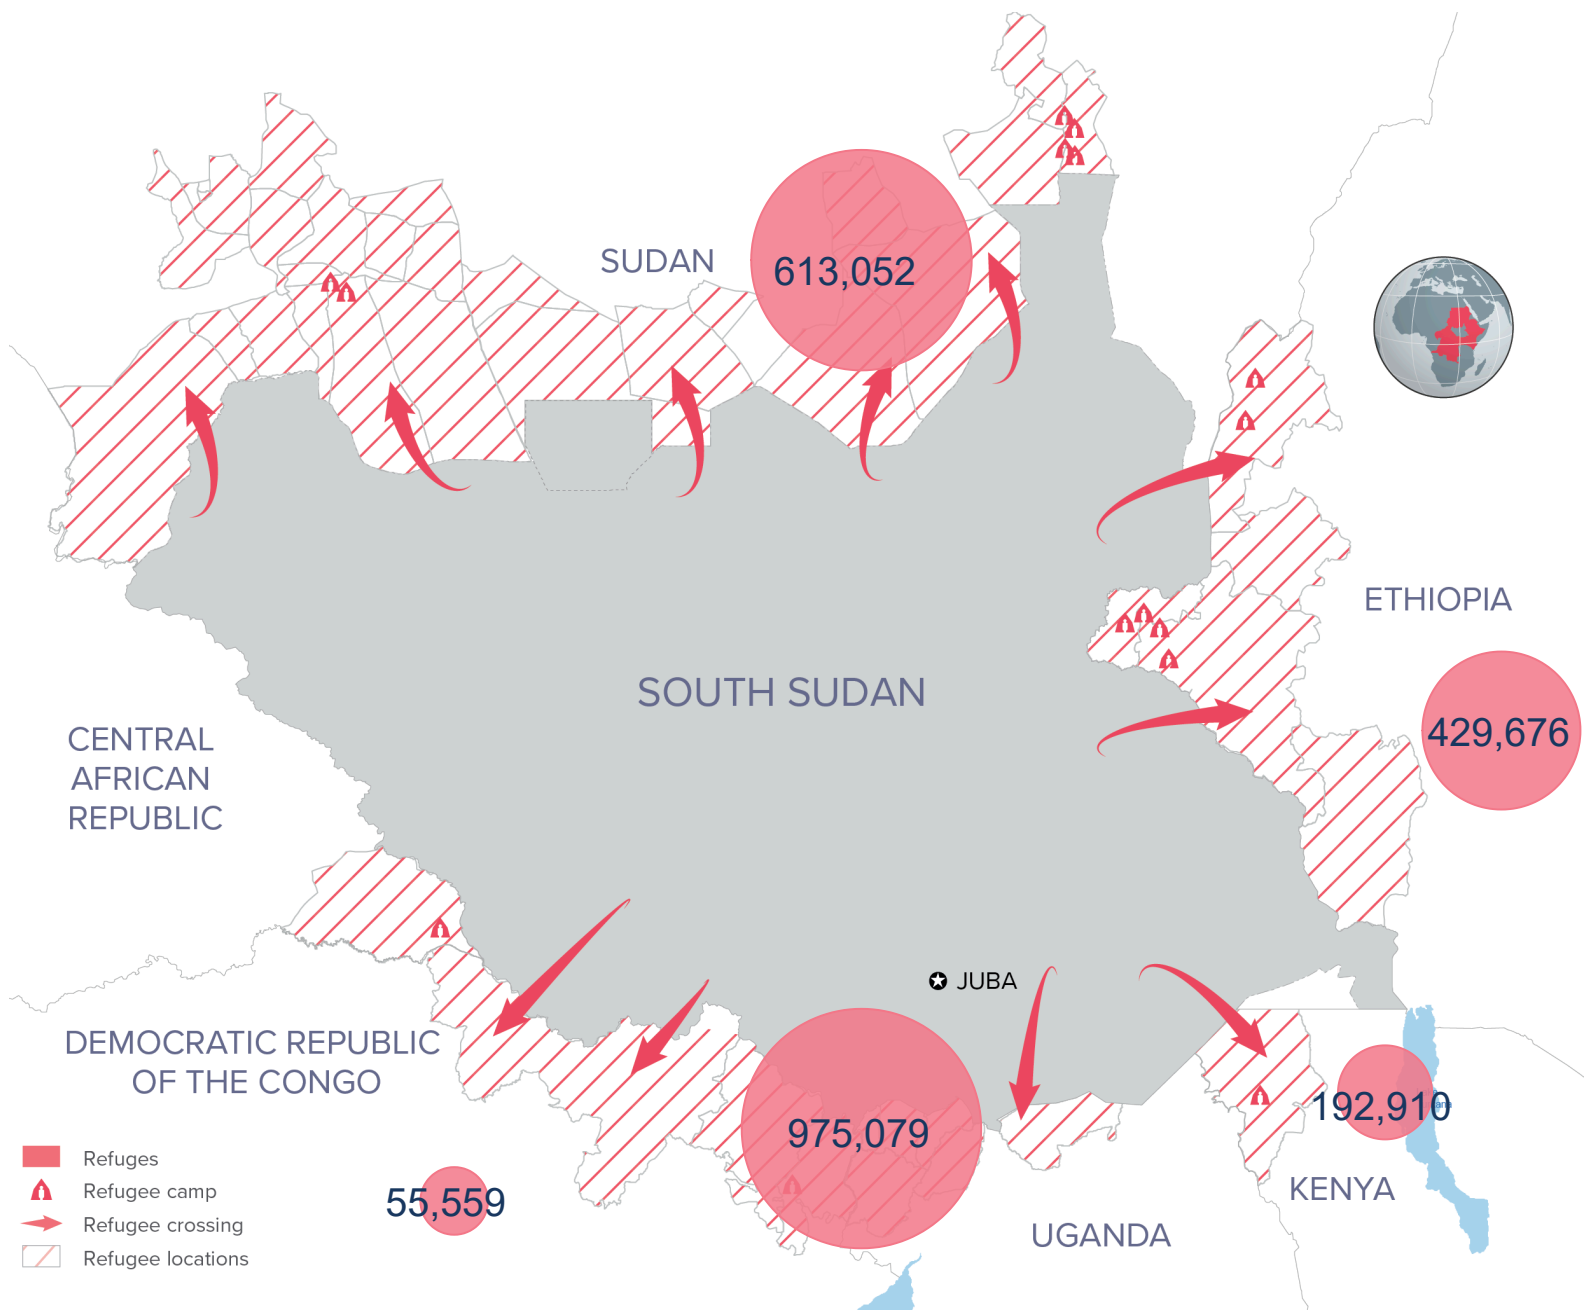 SUDAN
613,052
ETHIOPIA
SOUTH SUDAN
429,676
CENTRAL
AFRICAN
REPUBLIC
JUBA
DEMOCRATIC REPUBLIC
OF THE CONGO
192,910
975,079
Refuges
Refugee camp
Refugee crossing
Refugee locations
55,559
KENYA
UGANDA